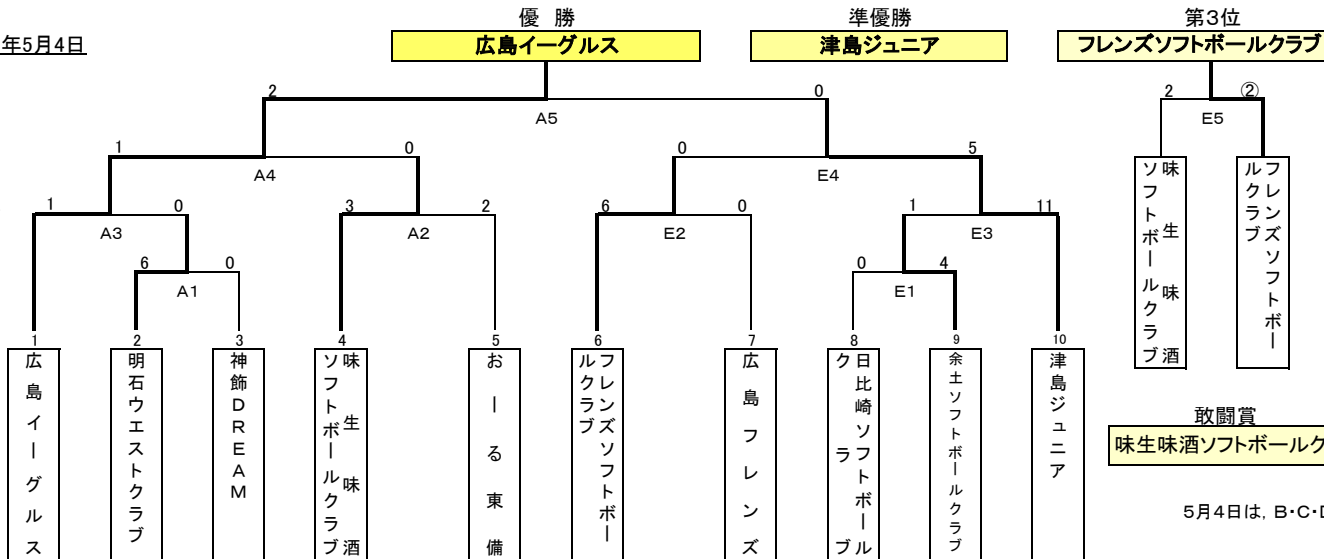 優 勝
準優勝
第3位
年5月4日
広島イーグルス
津島ジュニア
フレンズソフトボールクラブ
2
0
2
②
A5
E5
1
0
0
5
A4
E4
味生味酒ソフトボールクラブ
フレンズソフトボールクラブ
1
0
3
2
6
0
1
11
A3
A2
E2
E3
6
0
0
4
A1
E1
1
2
3
4
5
6
7
8
9
10
広島イーグルス
明石ウエストクラブ
神飾DREAM
味生味酒ソフトボールクラブ
おーる東備
フレンズソフトボールクラブ
広島フレンズ
日比崎ソフトボールクラブ
余土ソフトボールクラブ
津島ジュニア
敢闘賞
味生味酒ソフトボールク
5月4日は，B・C・D